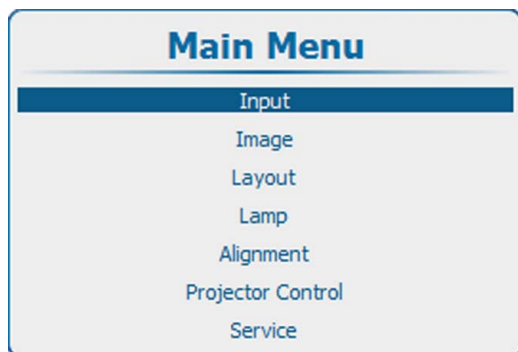 Main Menu
Input
Image
Layout
Lamp
Alignment
Projector Control
Service